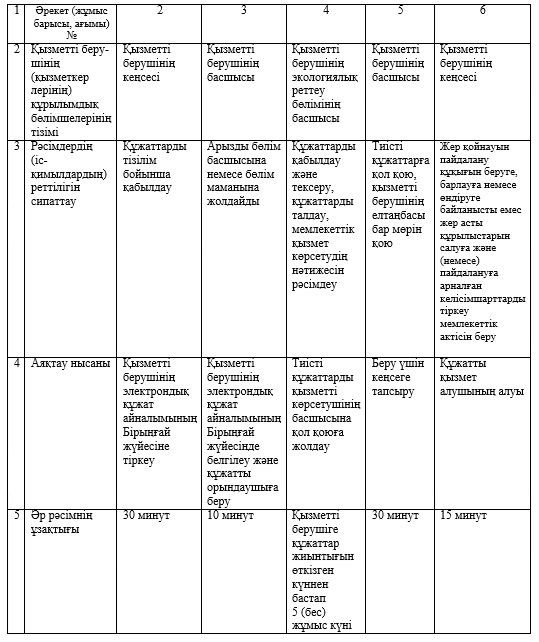 1
Әрекет (жұмыс
барысы, ағымы)
№
2
3
4
5
6
2
Қызметті беру-
шінің
(қызметкер
лерінің)
құрылымдық
бөлімшелерінің
тізімі
Қызметті
берушінің
кеңсесі
Қызметті
берушінің
басшысы
Қызметті
берушінің
экологиялық
реттеу
бөлімінің
басшысы
Қызметті
берушінің
басшысы
Қызметті
берушінің
кеңсесі
3
Рәсімдердің
(іс-
қимылдардың)
реттілігін
сипаттау
Құжаттарды
тізілім
бойынша
қабылдау
Арызды бөлім
басшысына
немесе бөлім
маманына
жолдайды
Құжаттарды
қабылдау
және
тексеру,
құжаттарды
талдау,
мемлекеттік
қызмет
көрсетудің
нәтижесін
рәсімдеу
Тиісті
құжаттарға
қол қою,
қызметті
берушінің
елтаңбасы
бар мөрін
қою
Жер қойнауын
пайдалану
құқығын беруге,
барлауға немесе
өндіруге
байланысты емес
жер асты
құрылыстарын
салуға және
(немесе)
пайдалануға
арналған
келісімшарттарды
тіркеу
мемлекеттік
актісін беру
4
Аяқтау нысаны
Қызметті
берушінің
электрондық
құжат
айналымының
Бірыңғай
жүйесіне
тіркеу
Қызметті
берушінің
электрондық
құжат
айналымының
Бірыңғай
жүйесінде
белгілеу және
құжатты
орындаушыға
беру
Тиісті
құжаттарды
қызметті
көрсетушінің
басшысына
қол қоюға
жолдау
Беру үшін
кеңсеге
тапсыру
Құжатты
қызмет
алушының алуы
5
Әр рәсімнің
ұзақтығы
30 минут
10 минут
Қызметті
берушіге
құжаттар
жиынтығын
өткізген
күннен
бастап
5 (бес)
жұмыс күні
30 минут
15 минут